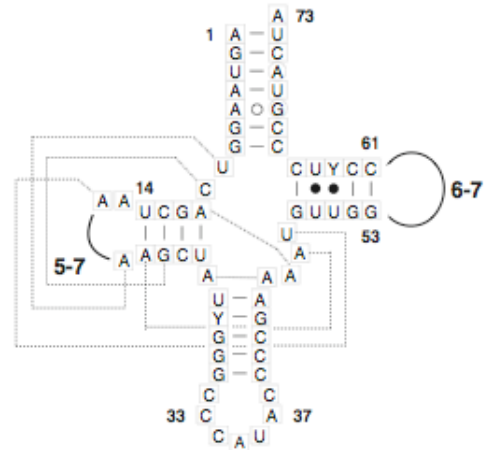 A 73
1 A U
G C
U A
A U
A G
G C
G C 61
U C U Y C C
14 C 6-7
A A U C G A G U U G G
U 53
5-7 A A G C U A
A A A
U A
Y G
G C
G C
G C
C C
33 C A 37
C A U